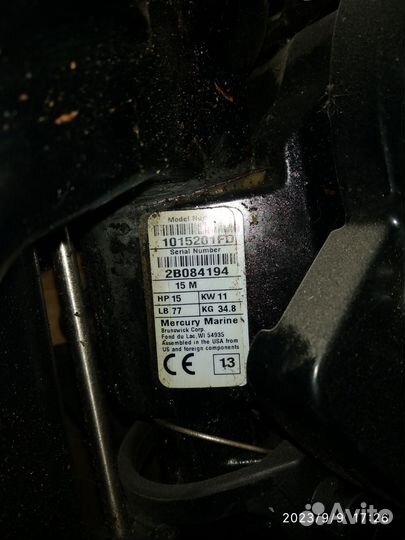 Model Nu
1015201FD
Serial Number
2B084194
15 M
HP 15 KW 11
LB 77 KG 34.8
Mercury Marine
Brunswick Corp.
Fond du Lac, WI 54935
Assembled in the USA from
US and foreign components
CE 13
2023/9/9 17:26
Avito